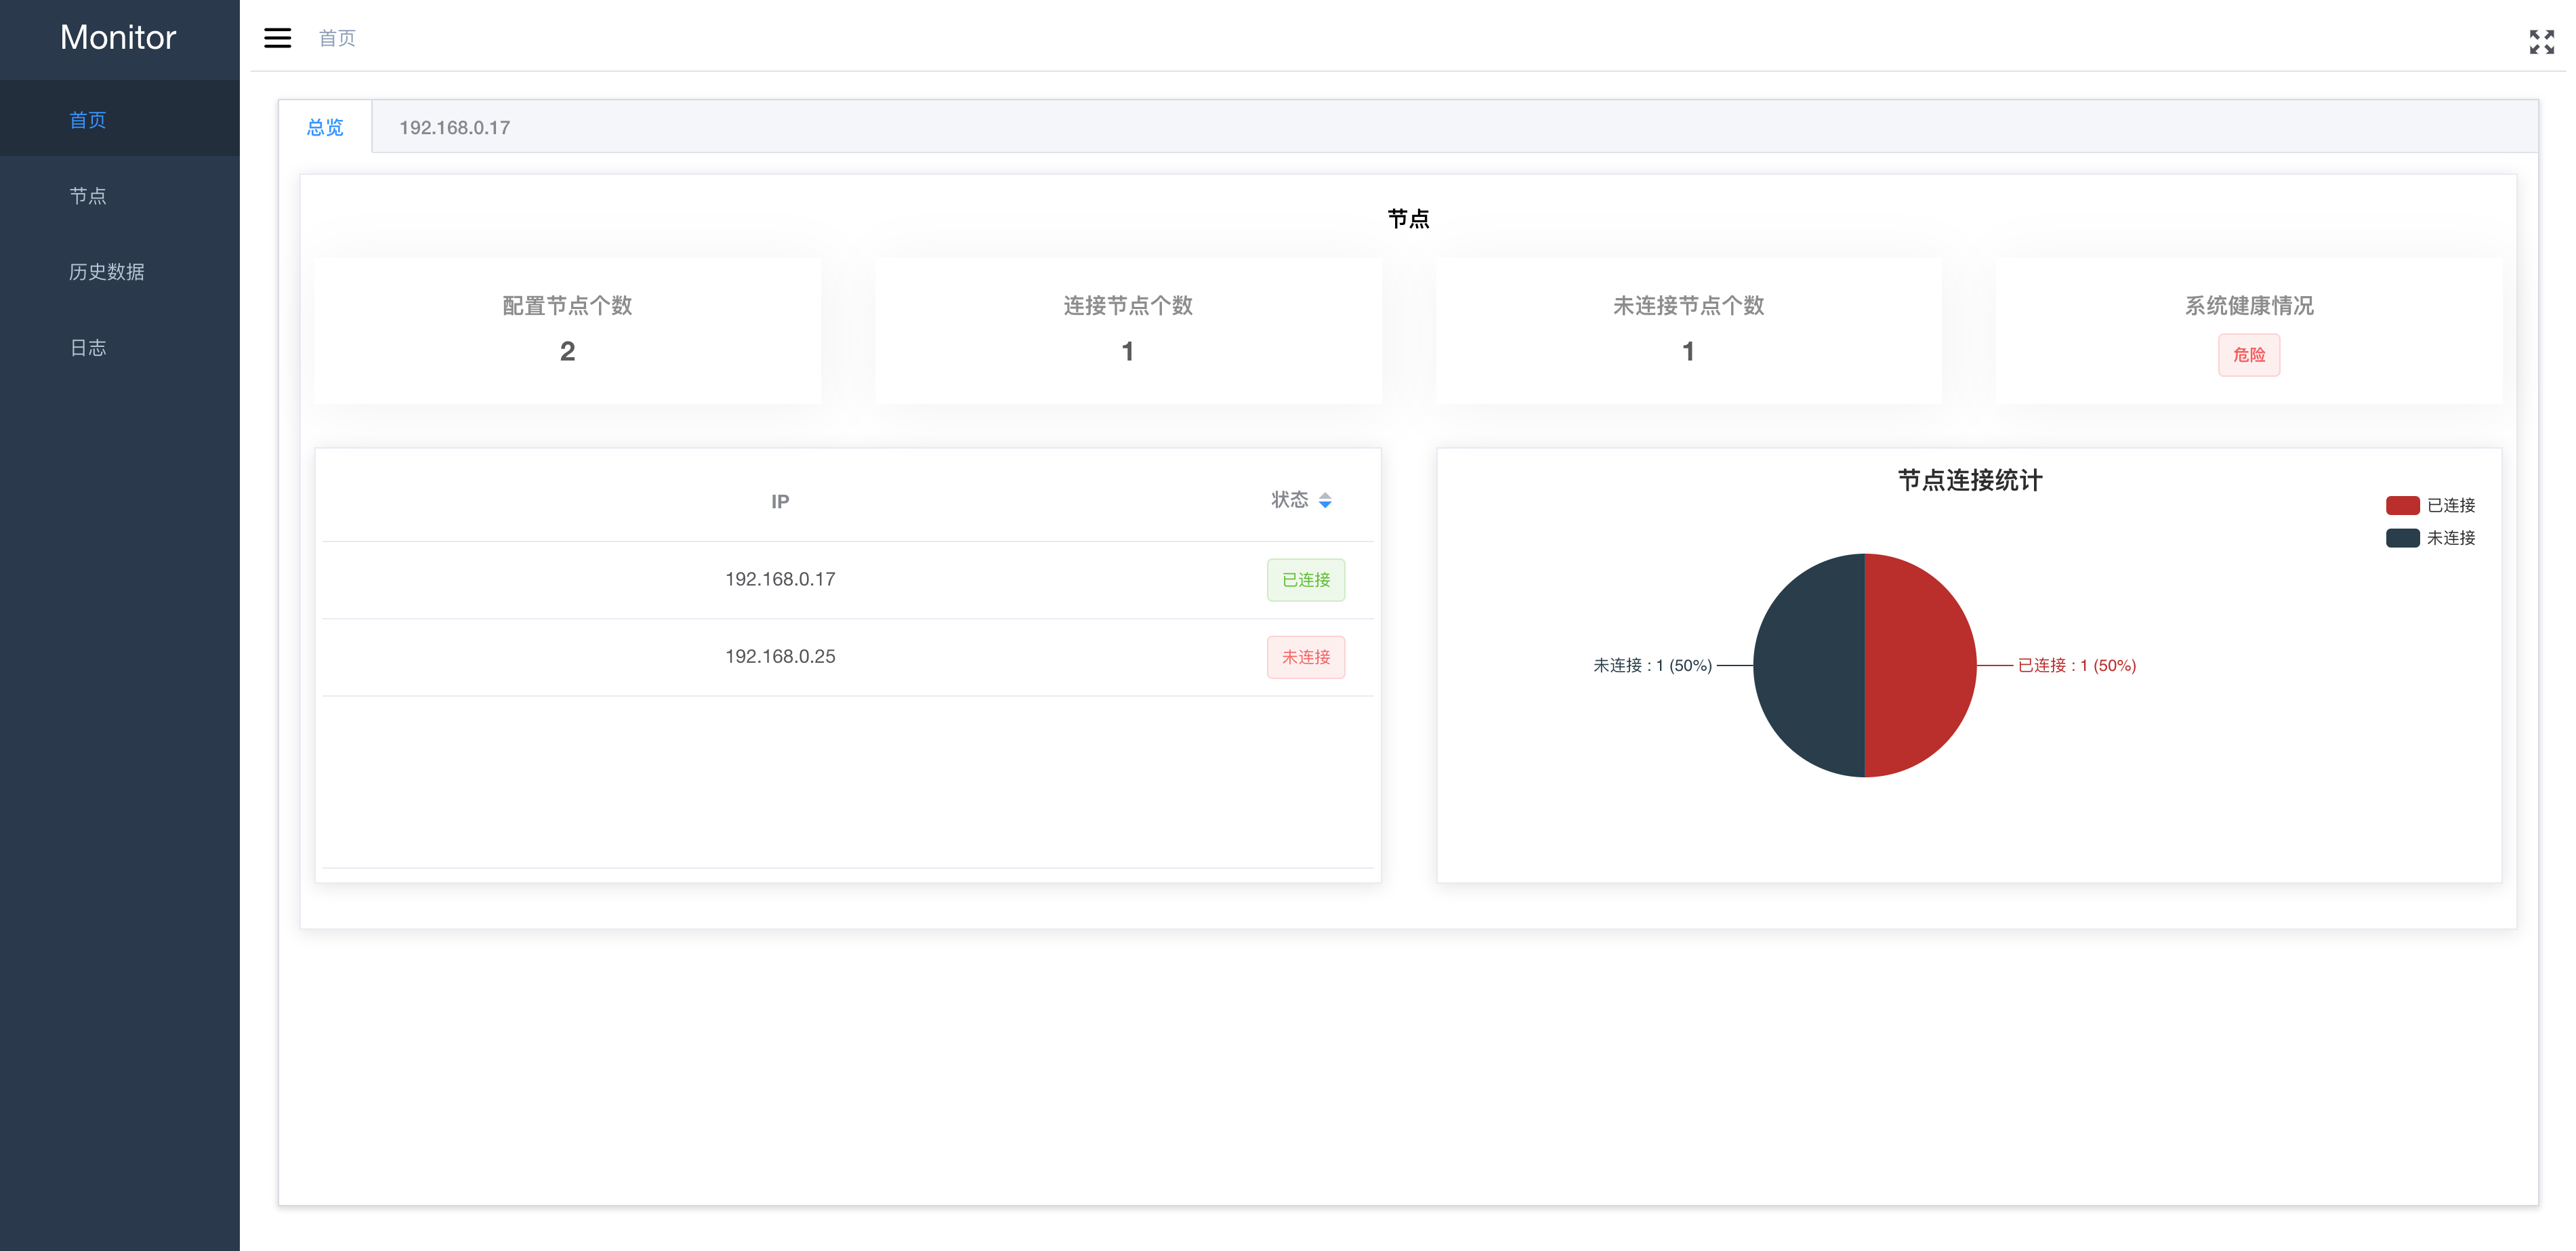 Monitor
首页
节点
历史数据
日志
首页
总览
192.168.0.17
节点
配置节点个数
2
连接节点个数
1
未连接节点个数
1
系统健康情况
危险
IP 状态
192.168.0.17 已连接
192.168.0.25 未连接
节点连接统计
已连接
未连接
未连接 : 1 (50%)
已连接 : 1 (50%)